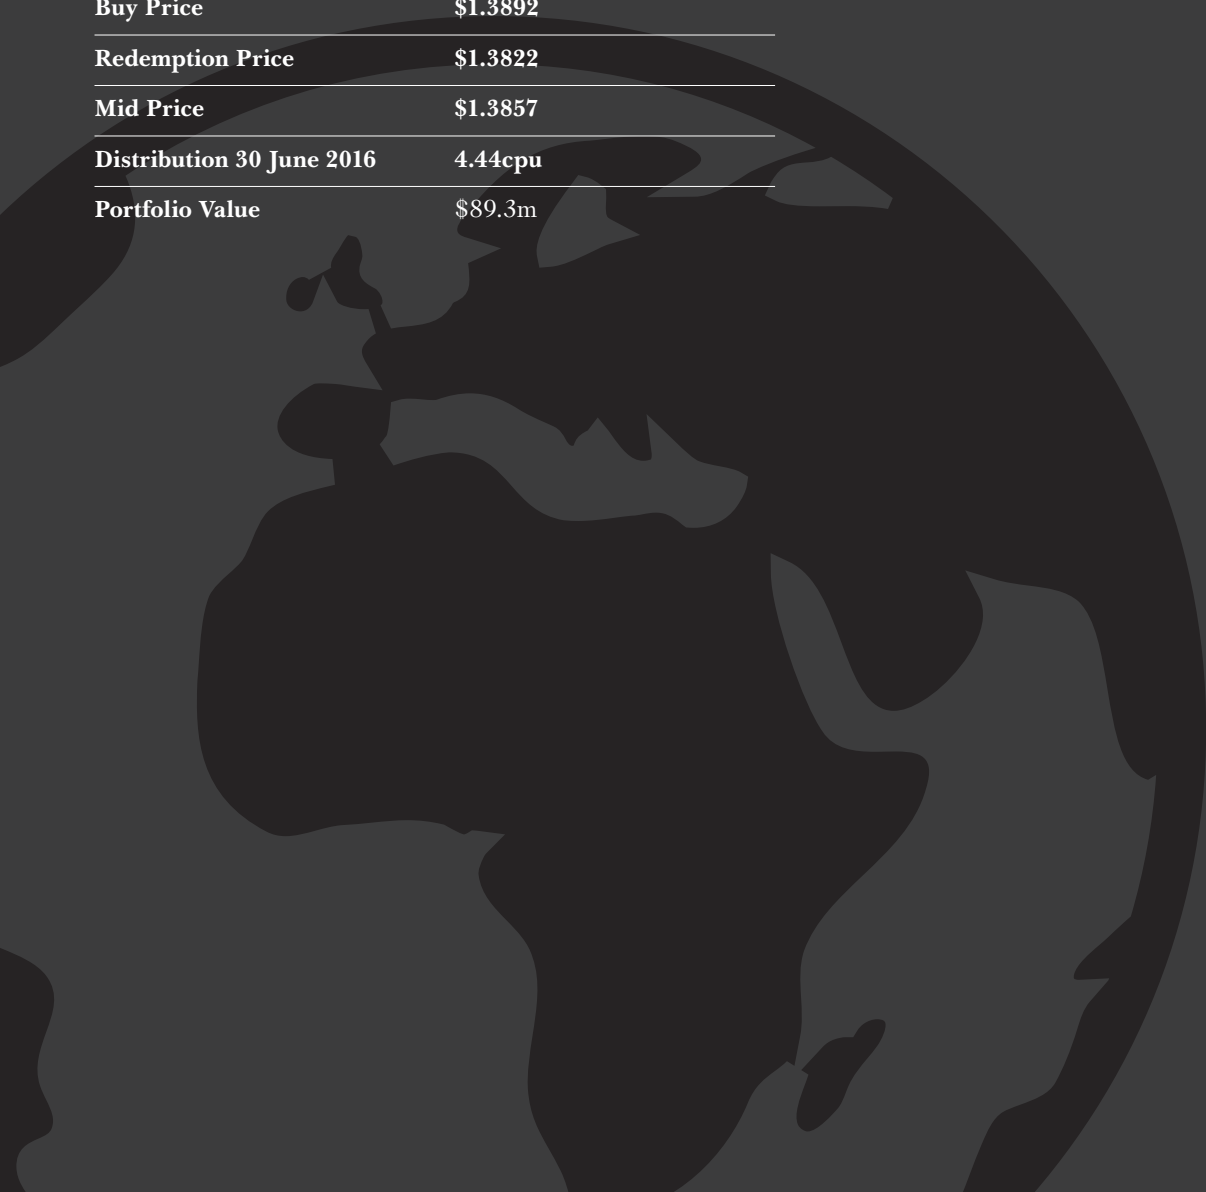 Buy Price $1.3892
Redemption Price $1.3822
Mid Price $1.3857
Distribution 30 June 2016 4.44cpu
Portfolio Value $89.3m